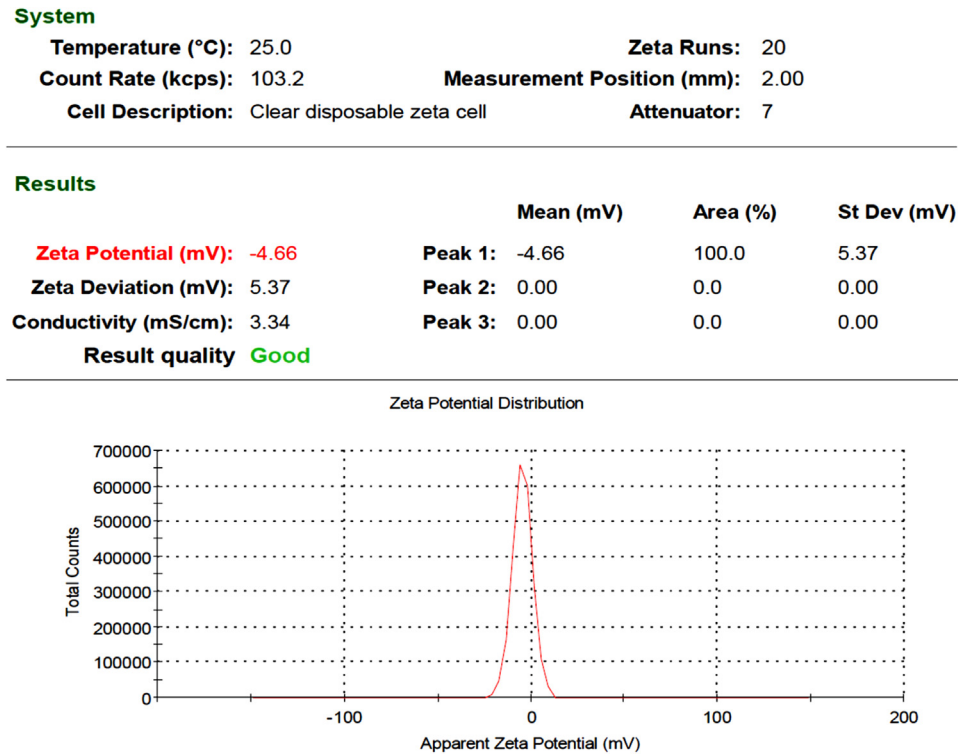 System
Temperature (°C): 25.0 Zeta Runs: 20
Count Rate (kcps): 103.2 Measurement Position (mm): 2.00
Cell Description: Clear disposable zeta cell Attenuator: 7
Results
Mean (mV) Area (%) St Dev (mV)
Zeta Potential (mV): -4.66 Peak 1: -4.66 100.0 5.37
Zeta Deviation (mV): 5.37 Peak 2: 0.00 0.0 0.00
Conductivity (mS/cm): 3.34 Peak 3: 0.00 0.0 0.00
Result quality Good
Zeta Potential Distribution
700000
600000
500000
400000
300000
200000
100000
0
Total Counts
-100 0 100 200
Apparent Zeta Potential (mV)